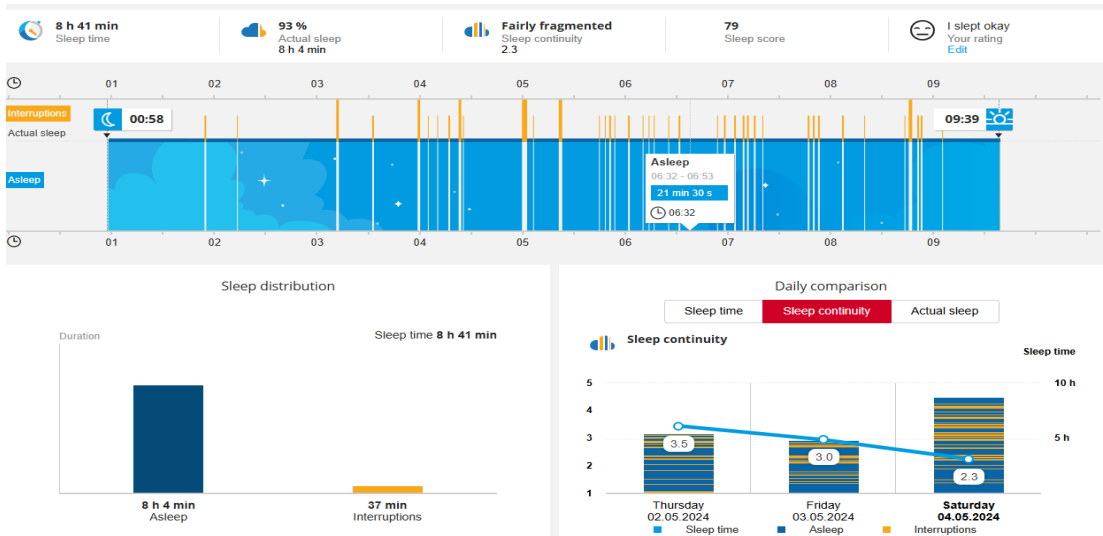 8 h 41 min
Sleep time
93 %
Actual sleep
8 h 4 min
Fairly fragmented
Sleep continuity
2.3
79
Sleep score
I slept okay
Your rating
Edit
01 02 03 04 05 06 07 08 09
Interruptions
Actual sleep
00:58
09:39
Asleep
Asleep
06:32 - 06:53
21 min 30 s
06:32
01 02 03 04 05 06 07 08 09
Sleep distribution
Duration
Sleep time 8 h 41 min
8 h 4 min
Asleep
37 min
Interruptions
Daily comparison
Sleep time Sleep continuity Actual sleep
Sleep continuity
Sleep time
5
4
3
2
1
10 h
5 h
3.5
3.0
2.3
Thursday
02.05.2024
Friday
03.05.2024
Saturday
04.05.2024
Sleep time Asleep Interruptions